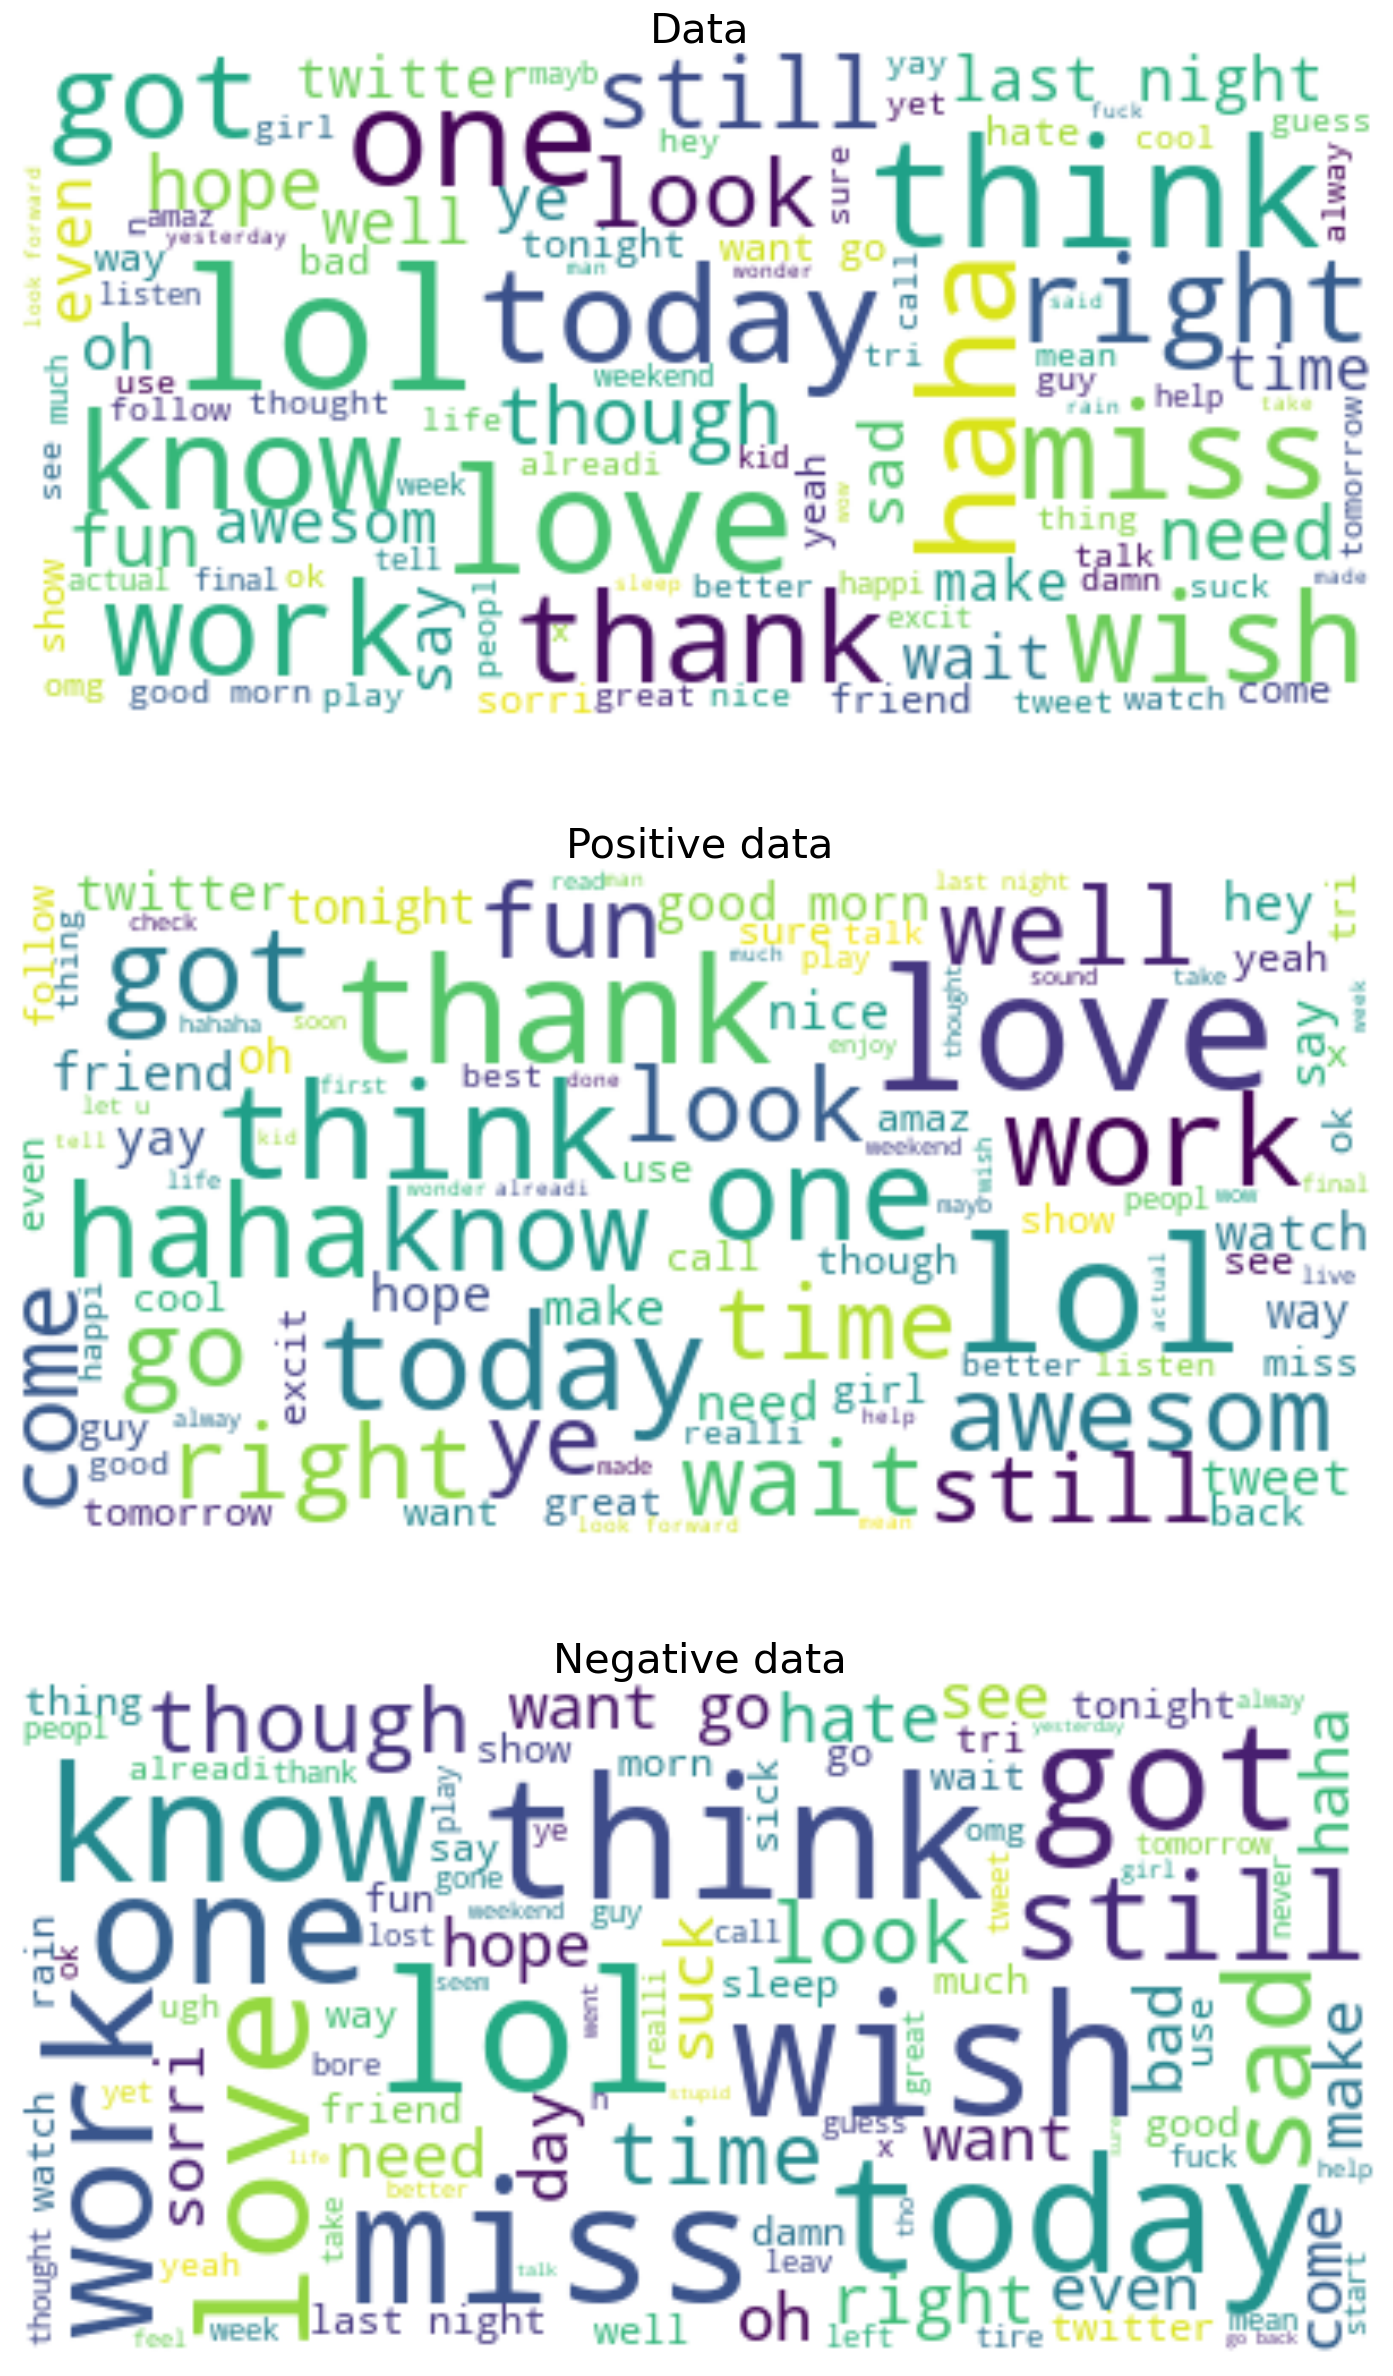 Data
got twitter mayb still yay last night
girl one hey yet fuck hate cool guess
look forward even hope look sure think alway
n amaz yesterday well ye tonight want go
way bad man wonder call haha right said
listen lol today tri mean time
oh weekend guy help
much use follow thought life though rain take
see know week alreadi kid yeah wow sad miss tomorrow
fun awesom love thing need
tell talk
show actual final ok sleep better happi make damn suck made
work say peopl x thank excit wait wish
omg good morn play sorri great nice friend tweet watch come
Positive data
follow twitter tonight fun read man good morn last night well hey tri
thing check sure talk much play yeah
got thank nice thought love sound take week
hahaha soon enjoy say x
friend oh first best done look amaz work ok
let u think weekend
tell yay kid use one wish
even life wonder alreadi mayb peopl wow final
haha know call though show watch
come happi cool hope make time lol actual see live way
go excit today better listen miss
guy alway need girl help awesom
good right ye made realli wait still tweet
tomorrow want great look forward mean back
Negative data
thing though want go hate see tonight alway
peopl show morn go tri yesterday got haha
alreadi thank play sick wait
know say ye think omg tomorrow
gone girl never
one fun weekend guy tweet still
rain ok lost hope suck call look
work ugh way lol seem went realli sleep much bad use sad make
sorri love bore wish great
yet friend day n stupid guess want sure good
watch life need time x fuck help
thought better today
take miss damn tho come
yeah talk leav even start
feel week last night well oh left right tire twitter mean go back